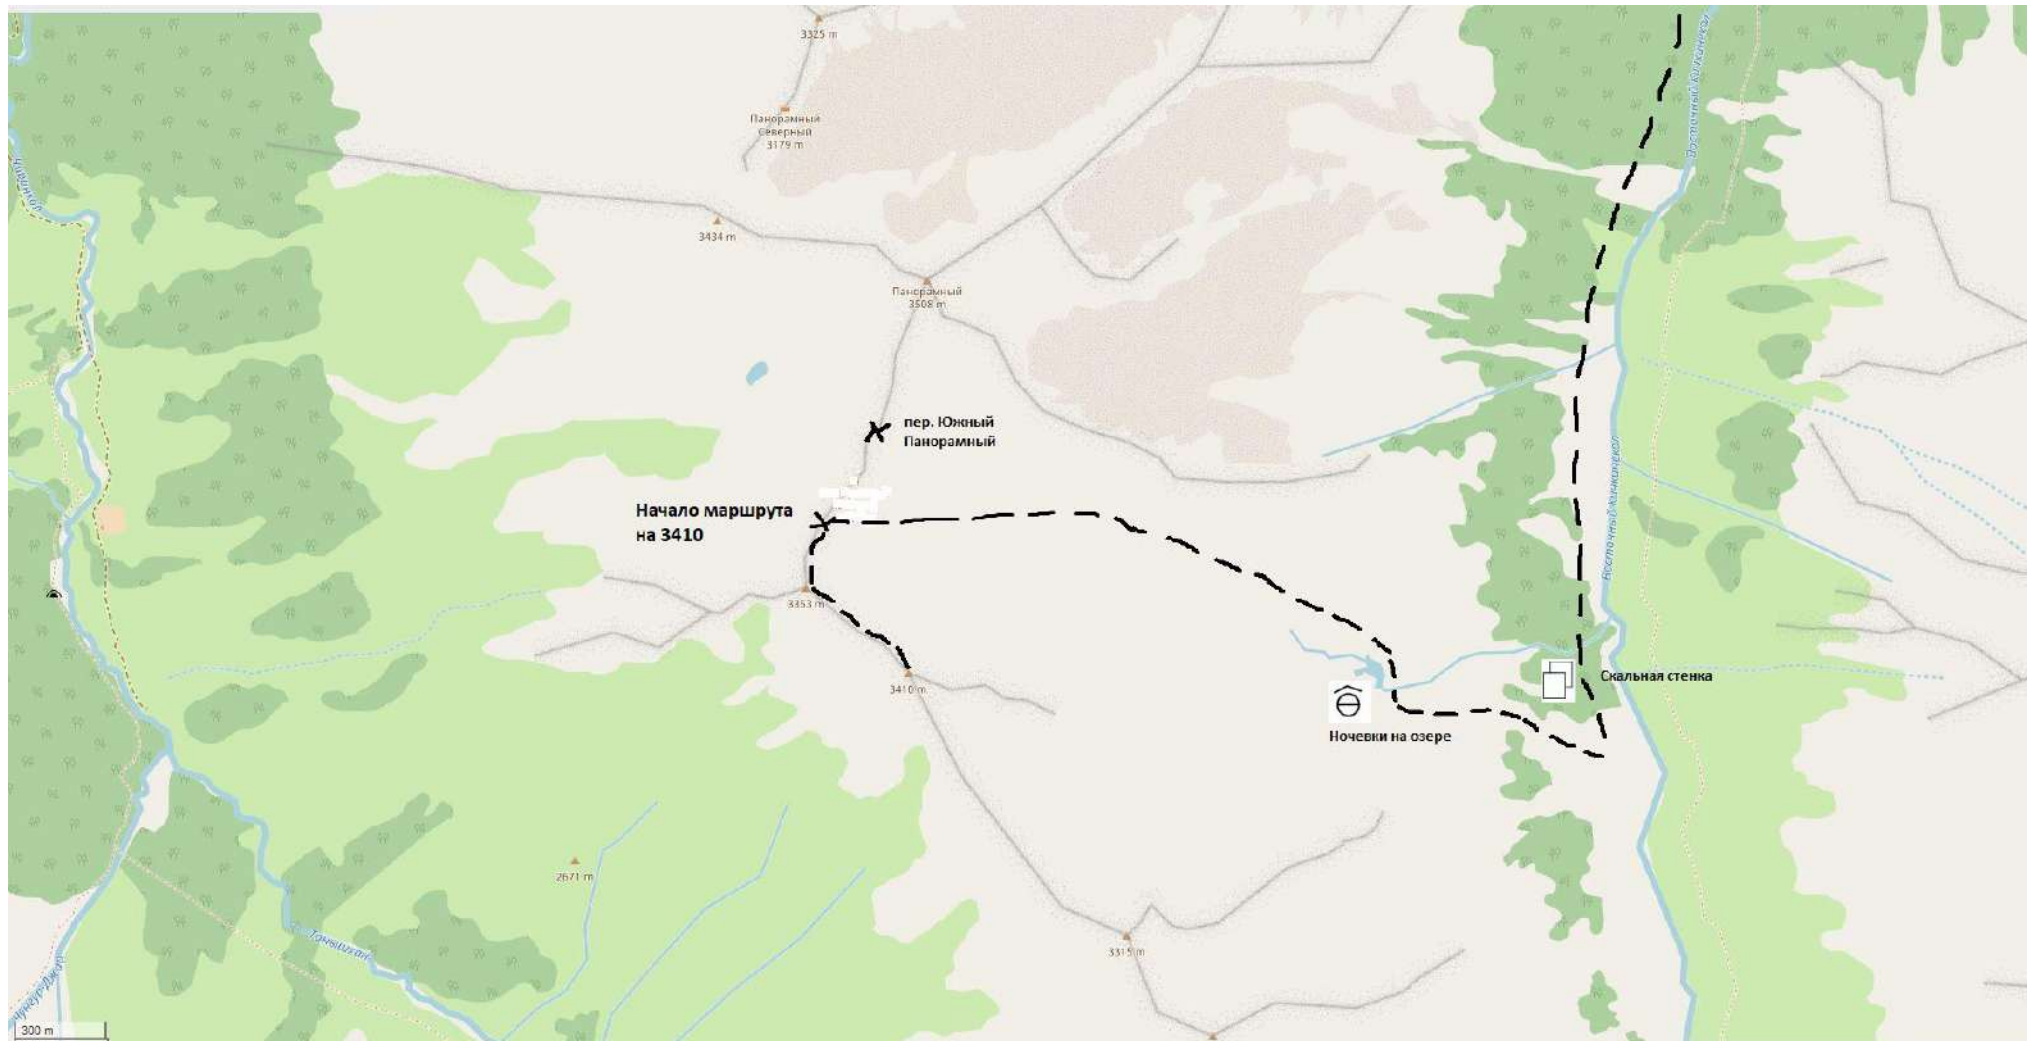 3325 m
Панорамный
Северный
3179 m
Чиринкол
3434 m
Панорамный
3508 m
пер. Южный
Панорамный
Начало маршрута
на 3410
3353 m
3410 m
Скальная стенка
Ночевки на озере
2671 m
3315 m
300 m